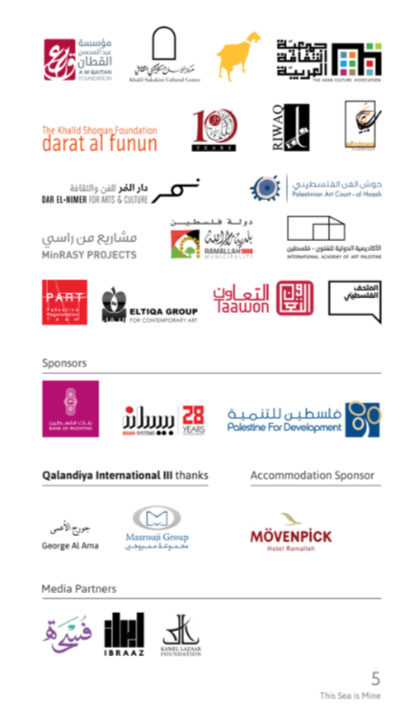 مؤسسة
عبد المحسن
القطان
A M QATTAN
FOUNDATION
Khalil Sakakini Cultural Center
جمعية
الثقافة
العربية
THE ARAB CULTURE ASSOCIATION
The Khalid Shoman Foundation
darat al funun
10
YEARS
RIWAQ
دار النمر للفن والثقافة
DAR EL-NIMER FOR ARTS & CULTURE
حوش الفن الفلسطيني
Palestinian Art Court - al Hoash
مشاريع من راسي
MinRASY PROJECTS
دولة فلسطين
بلدية رام الله
RAMALLAH
MUNICIPALITY
الأكاديمية الدولية للفنون - فلسطين
INTERNATIONAL ACADEMY OF ART PALESTINE
PART
Palestine
Regeneration
Team
ELTIQA GROUP
FOR CONTEMPORARY ART
التعاون
Taawon
المتحف
الفلسطيني
Sponsors
بنك فلسطين
BANK OF PALESTINE
بيسان
BISAN SYSTEMS
28
YEARS
فلسطين للتنمية
Palestine For Development
Qalandiya International III thanks
Accommodation Sponsor
جورج الأعمى
George Al Ama
Masrouji Group
مجموعة مسروجي
MÖVENPICK
Hotel Ramallah
Media Partners
فسحة
ابراز
IBRAAZ
KAMEL LAZAAR
FOUNDATION
5
This Sea is Mine